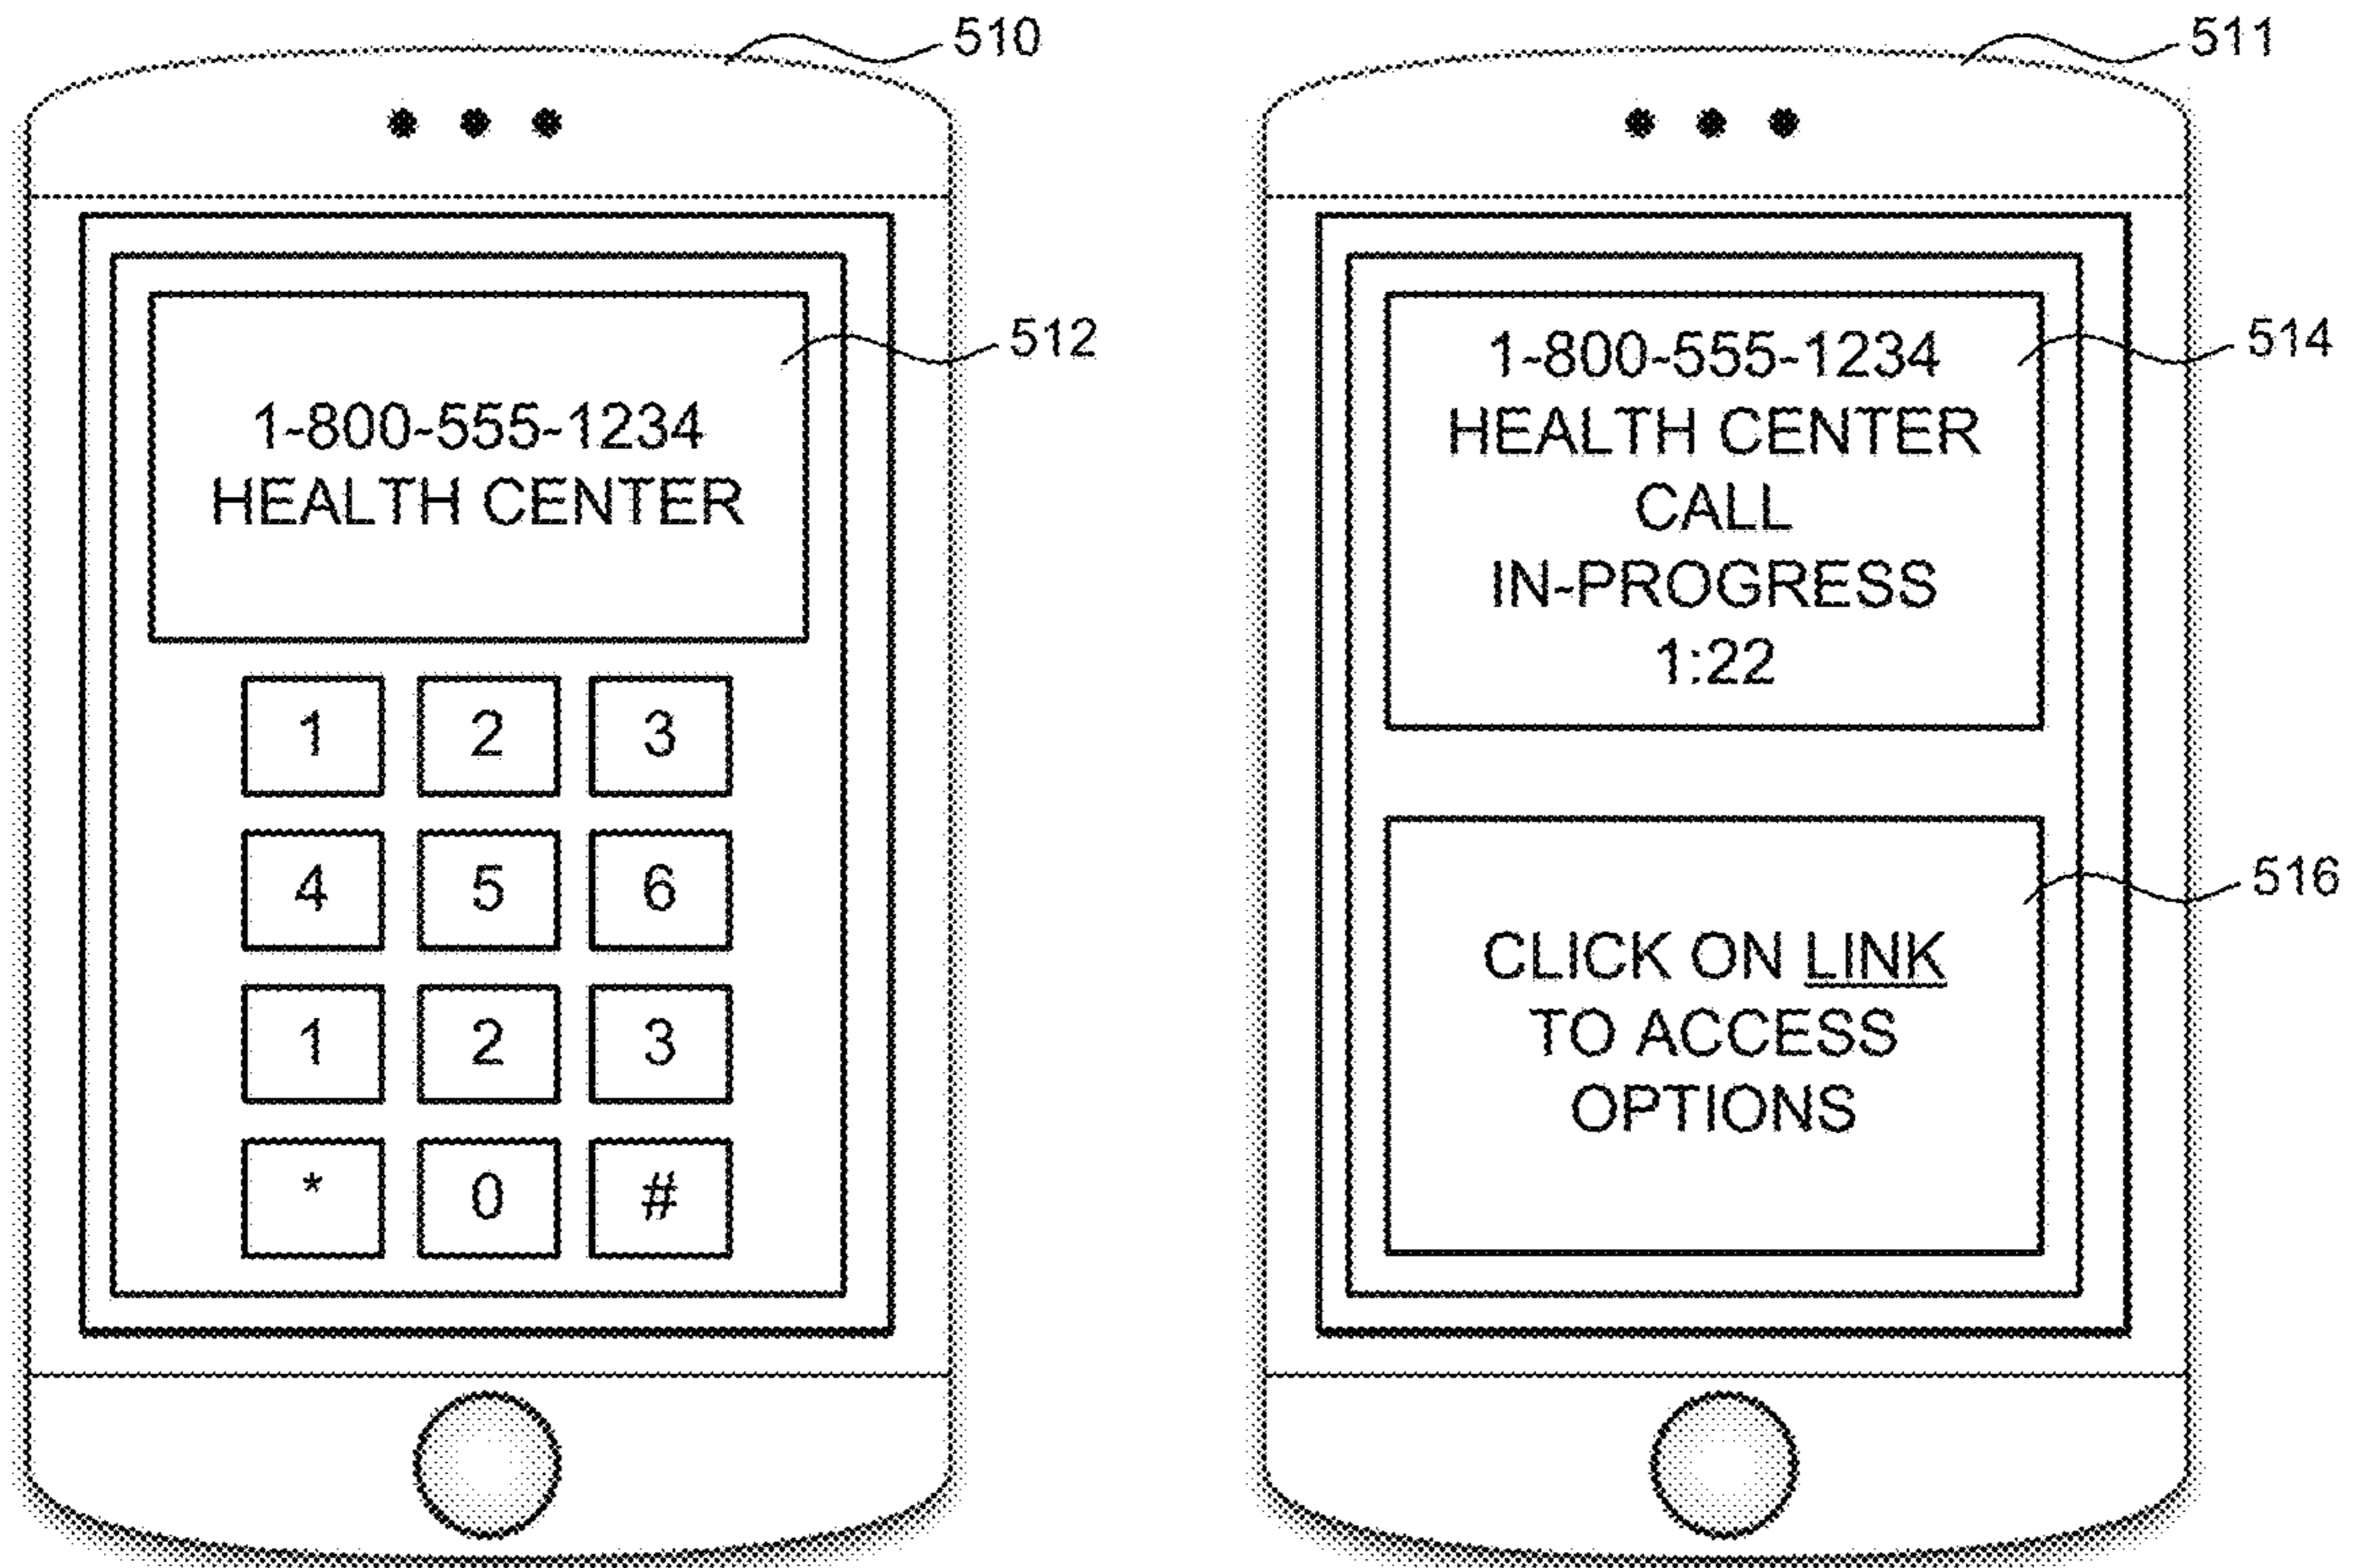 510
512
1-800-555-1234
HEALTH CENTER
1 2 3
4 5 6
1 2 3
* 0 #
511
514
1-800-555-1234
HEALTH CENTER
CALL
IN-PROGRESS
1:22
516
CLICK ON LINK
TO ACCESS
OPTIONS